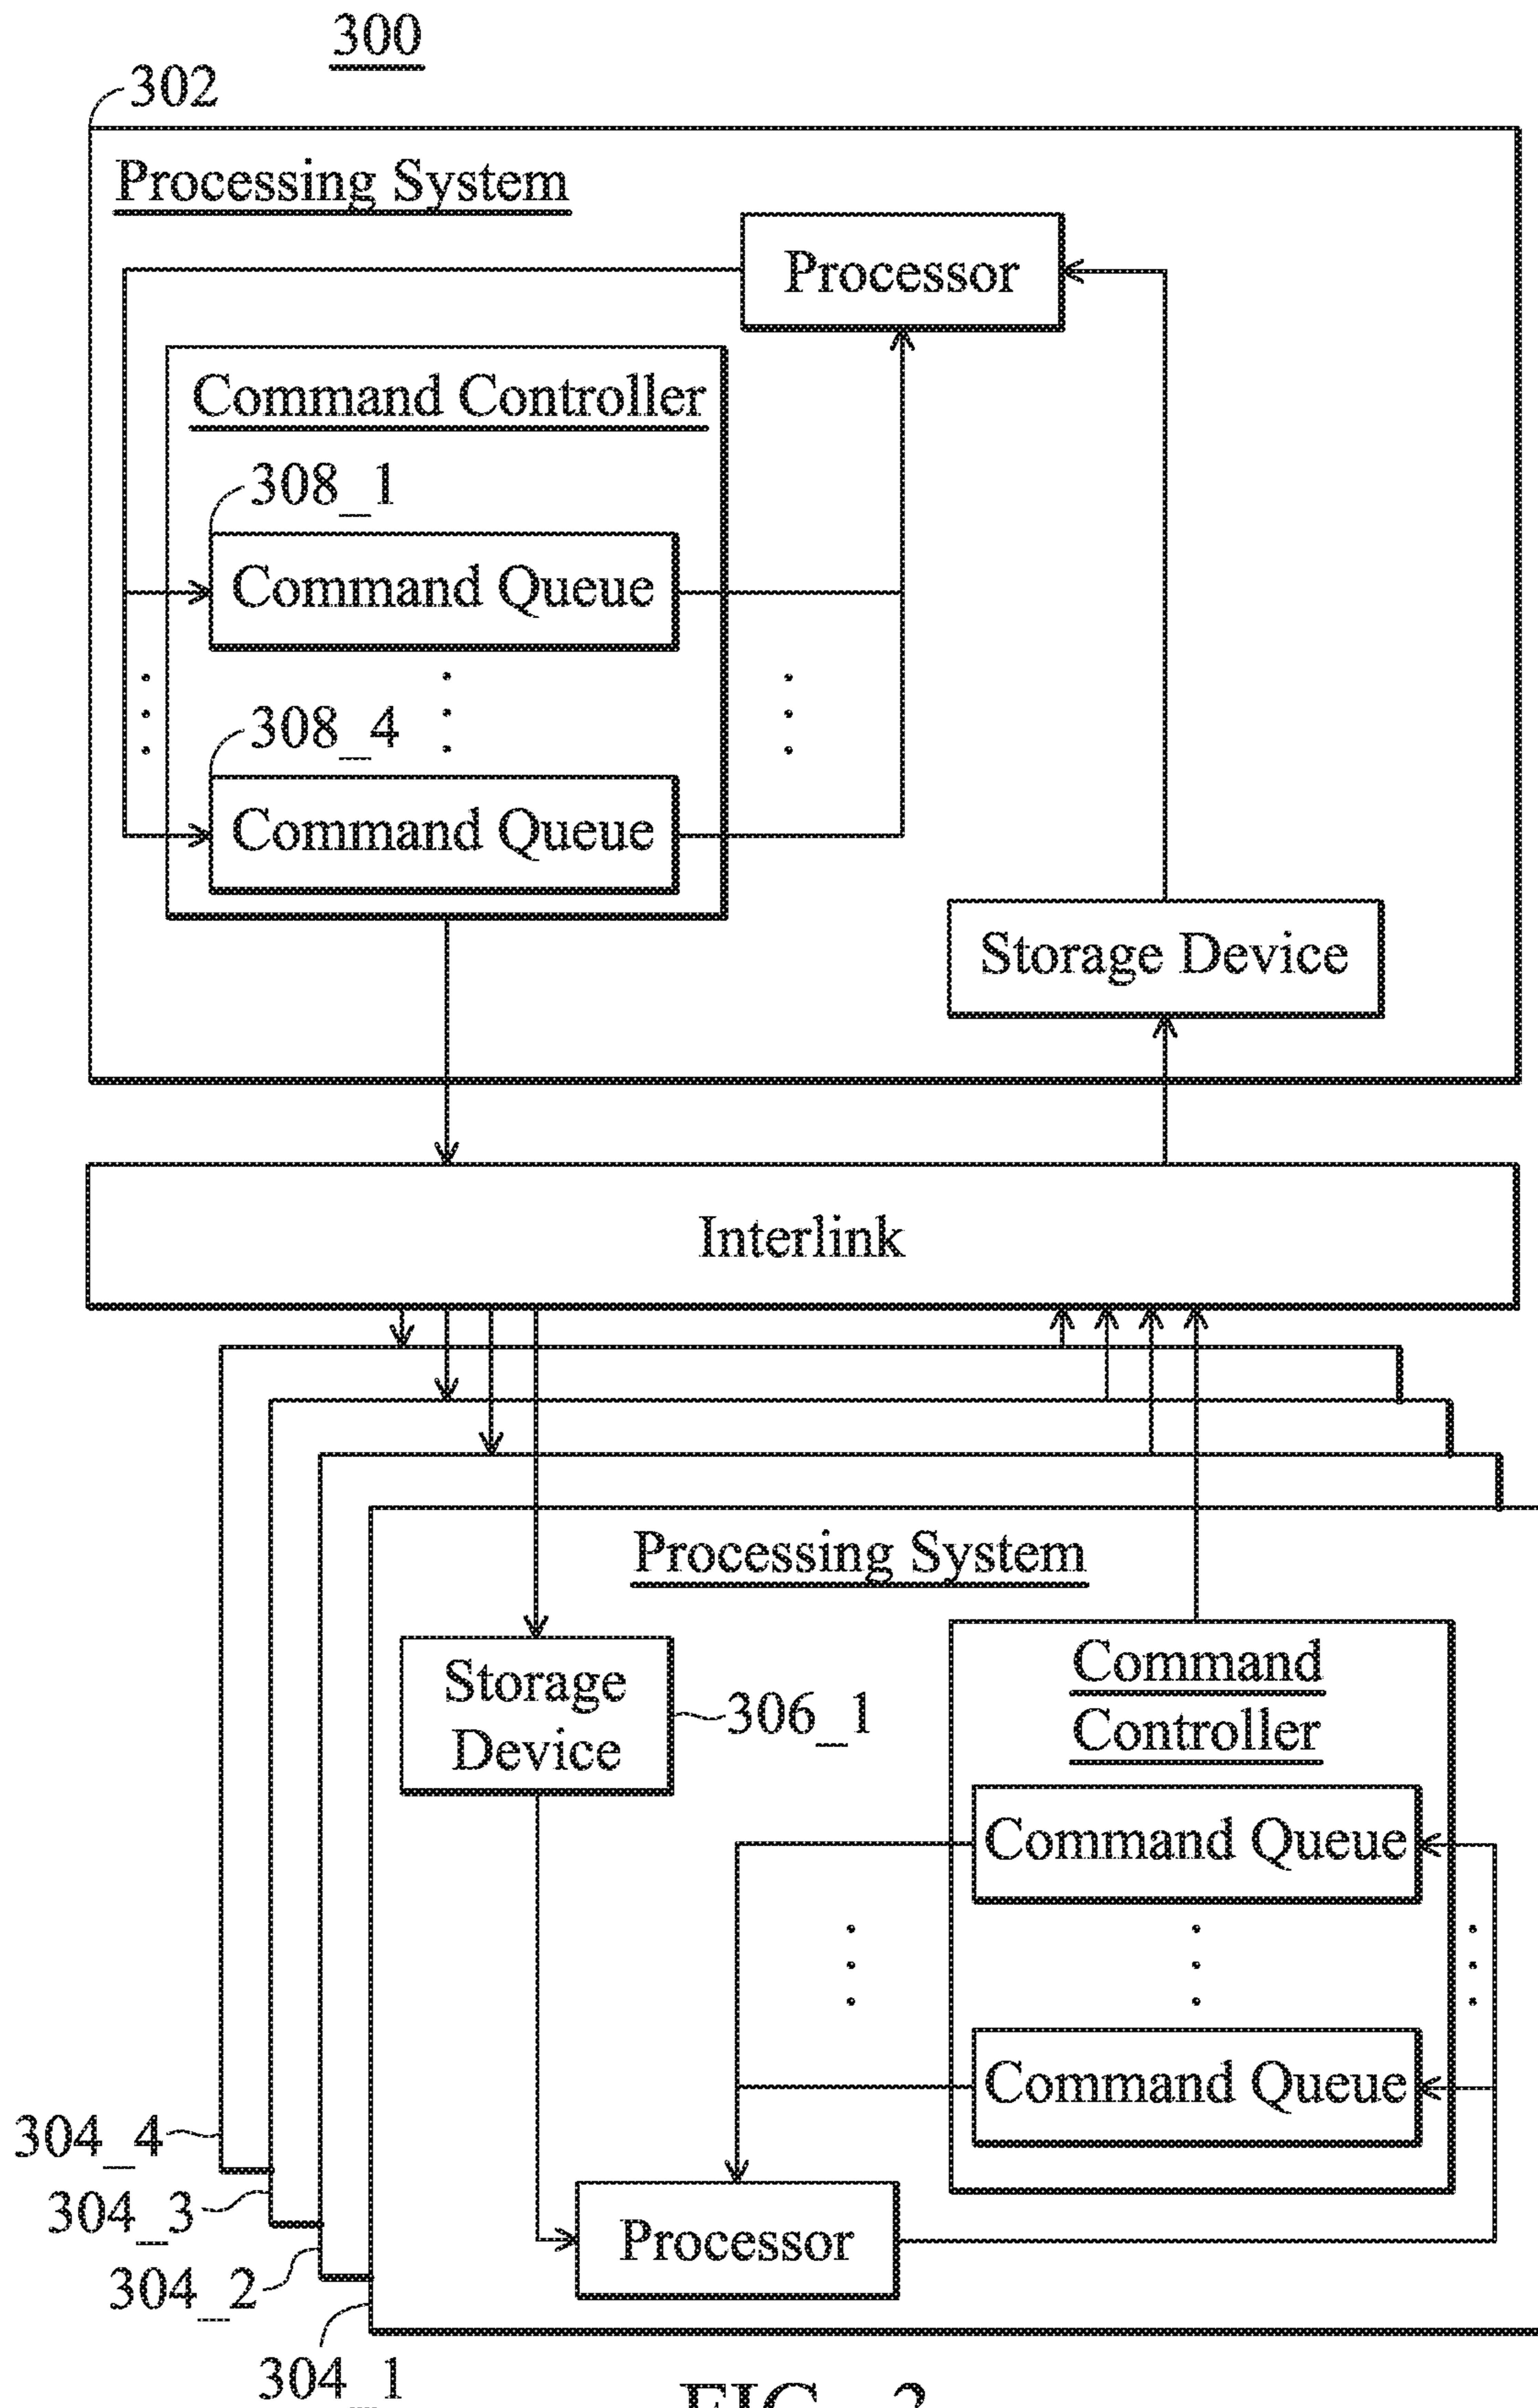 300
302
Processing System
Processor
Command Controller
308_1
Command Queue
308_4
Command Queue
Storage Device
Interlink
Processing System
Storage
Device
306_1
Command
Controller
Command Queue
Command Queue
304_4
304_3
Processor
304_2
304_1
FIG.